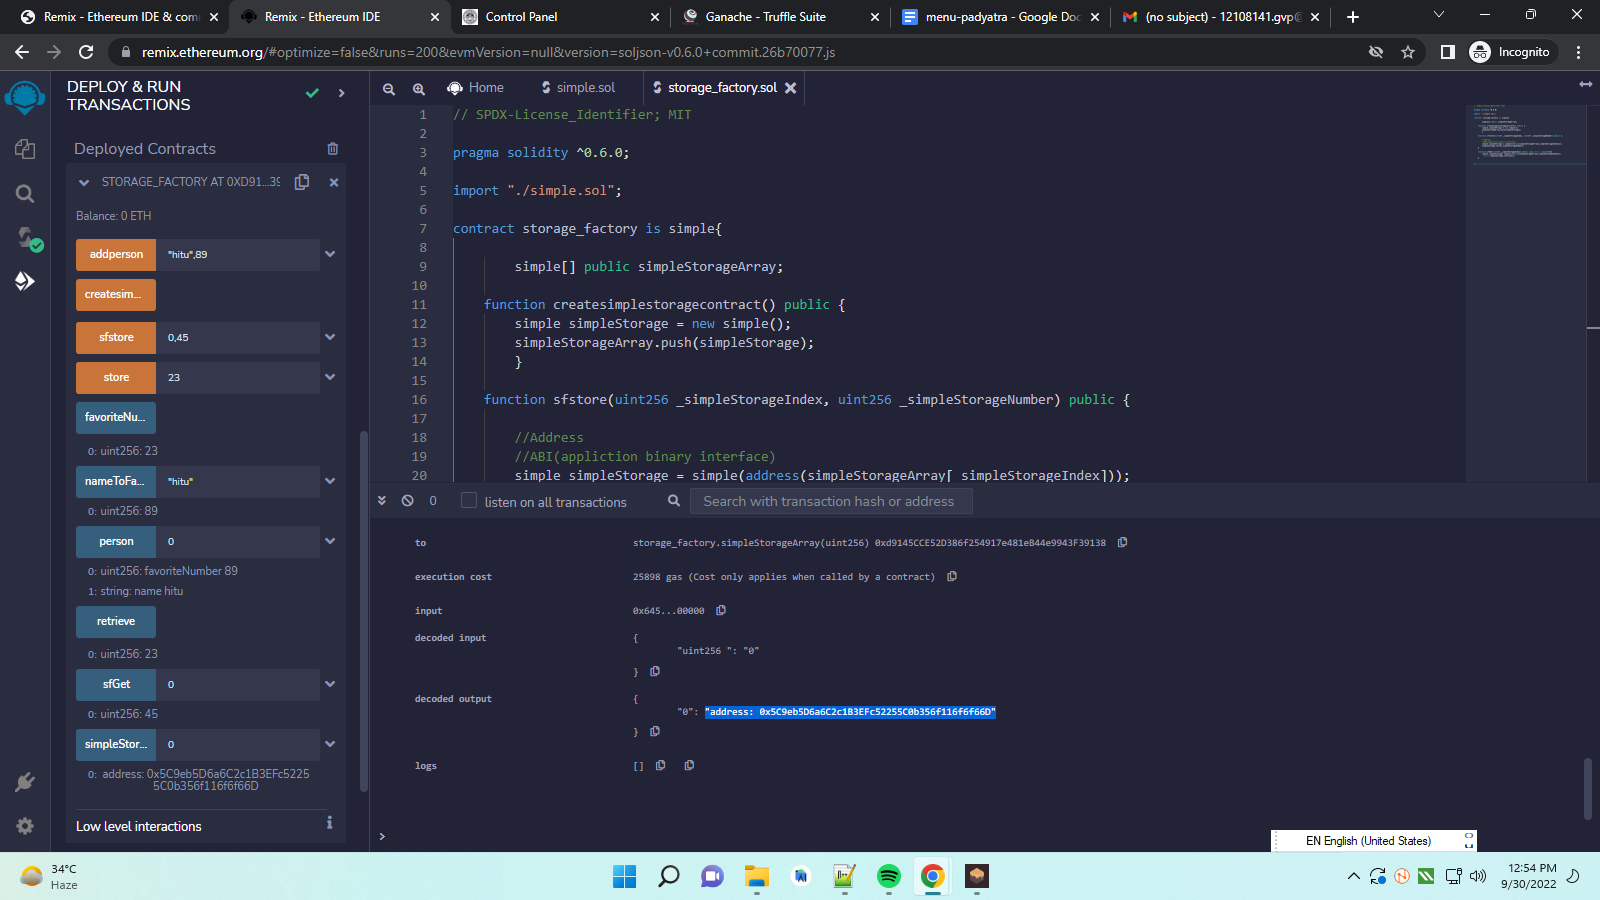 Remix - Ethereum IDE & com
Remix - Ethereum IDE
Control Panel
Ganache - Truffle Suite
menu-padyatra - Google Doc
(no subject) - 12108141.gvp@
remix.ethereum.org/#optimize=false&runs=200&evmVersion=null&version=soljson-v0.6.0+commit.26b70077.js
Incognito
DEPLOY & RUN
TRANSACTIONS
Deployed Contracts
STORAGE_FACTORY AT 0XD91...39
Balance: 0 ETH
addperson "hitu",89
createsim...
sfstore 0,45
store 23
favoriteNu...
0: uint256: 23
nameToFa... "hitu"
0: uint256: 89
person 0
0: uint256: favoriteNumber 89
1: string: name hitu
retrieve
0: uint256: 23
sfGet 0
0: uint256: 45
simpleStor... 0
0: address: 0x5C9eb5D6a6C2c1B3EFc5225
5C0b356f116f6f66D
Low level interactions
Home
simple.sol
storage_factory.sol
1 // SPDX-License_Identifier; MIT
2
3 pragma solidity ^0.6.0;
4
5 import "./simple.sol";
6
7 contract storage_factory is simple{
8
9 simple[] public simpleStorageArray;
10
11 function createsimplestoragecontract() public {
12 simple simpleStorage = new simple();
13 simpleStorageArray.push(simpleStorage);
14 }
15
16 function sfstore(uint256 _simpleStorageIndex, uint256 _simpleStorageNumber) public {
17
18 //Address
19 //ABI(appliction binary interface)
20 simple simpleStorage = simple(address(simpleStorageArray[_simpleStorageIndex]));
0
listen on all transactions
Search with transaction hash or address
to storage_factory.simpleStorageArray(uint256) 0xd9145CCE52D386f254917e481eB44e9943F39138
execution cost 25898 gas (Cost only applies when called by a contract)
input 0x645...00000
decoded input {
"uint256 ": "0"
}
decoded output {
"0": "address: 0x5C9eb5D6a6C2c1B3EFc52255C0b356f116f6f66D"
}
logs []
>
EN English (United States)
34°C
Haze
12:54 PM
9/30/2022